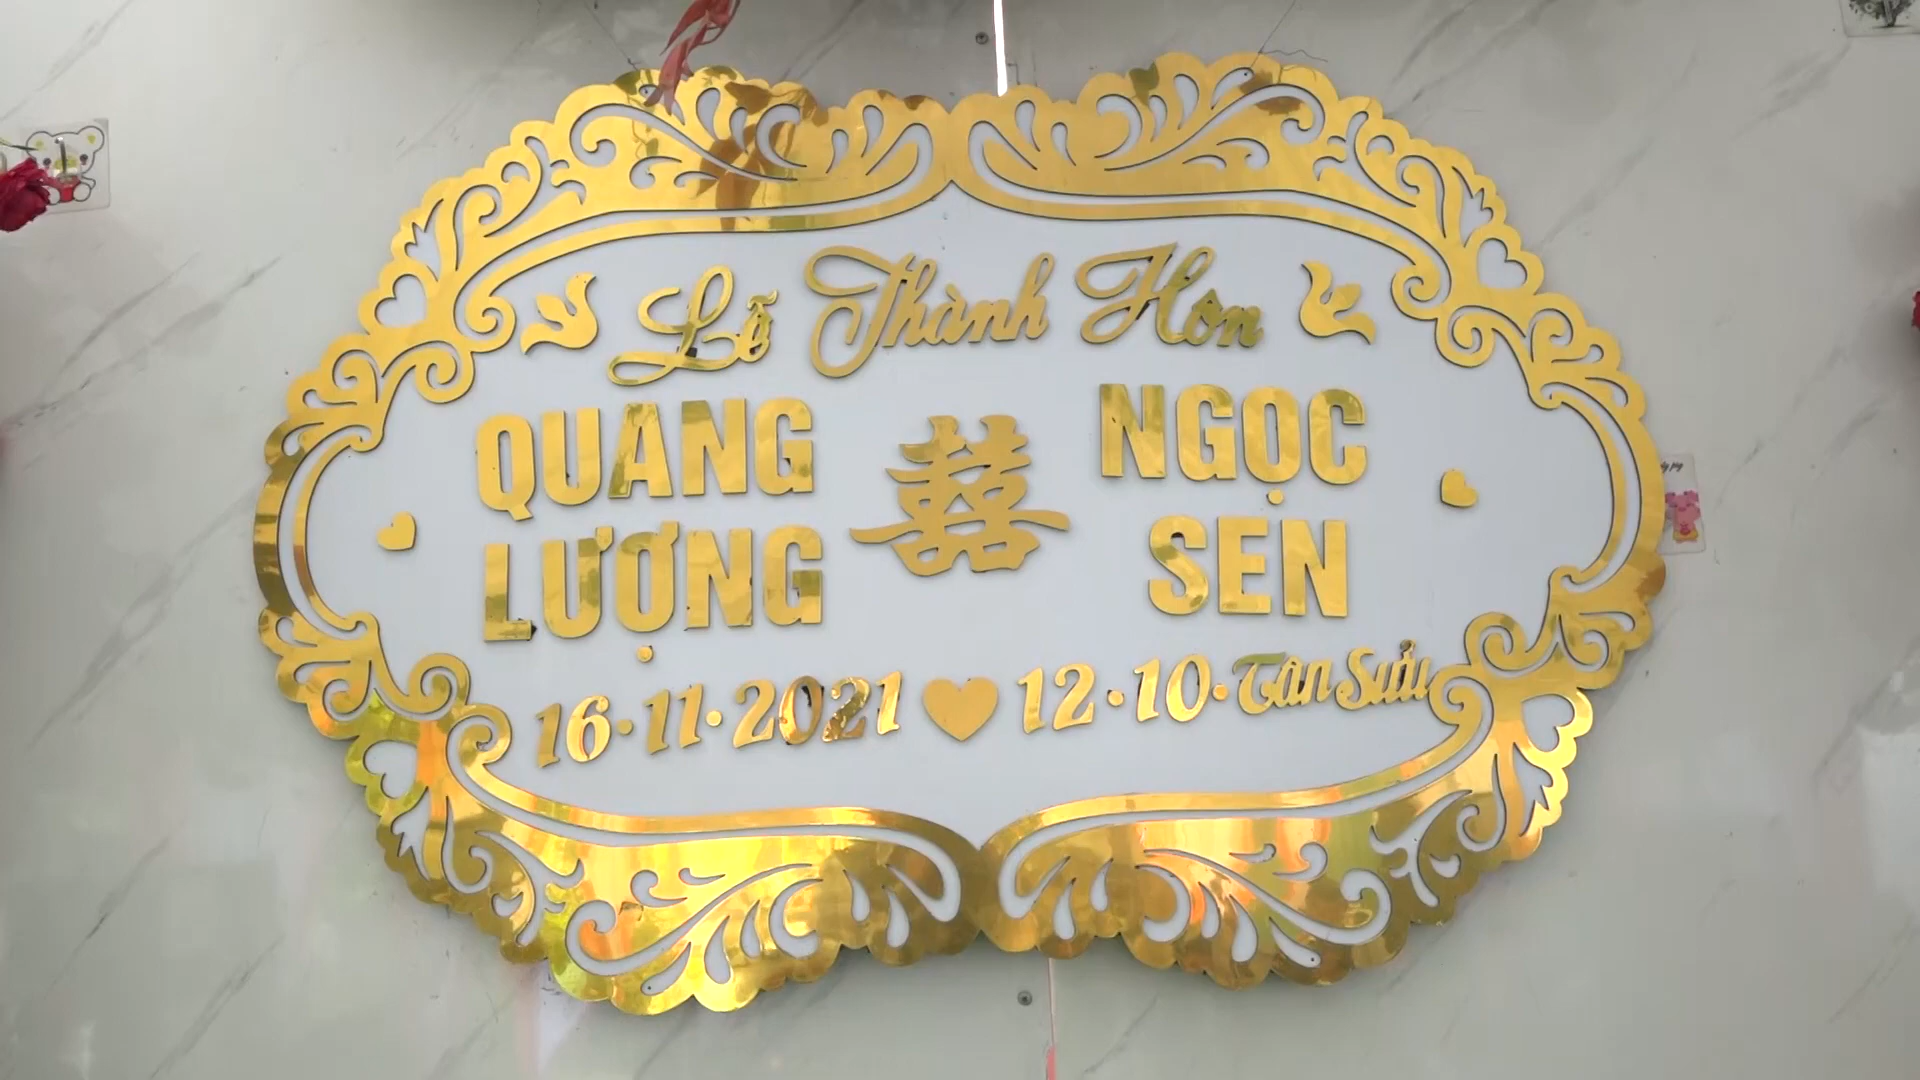 Lễ Thành Hôn
QUANG LƯỢNG
囍
NGỌC SEN
16·11·2021 12·10·Tân Sửu